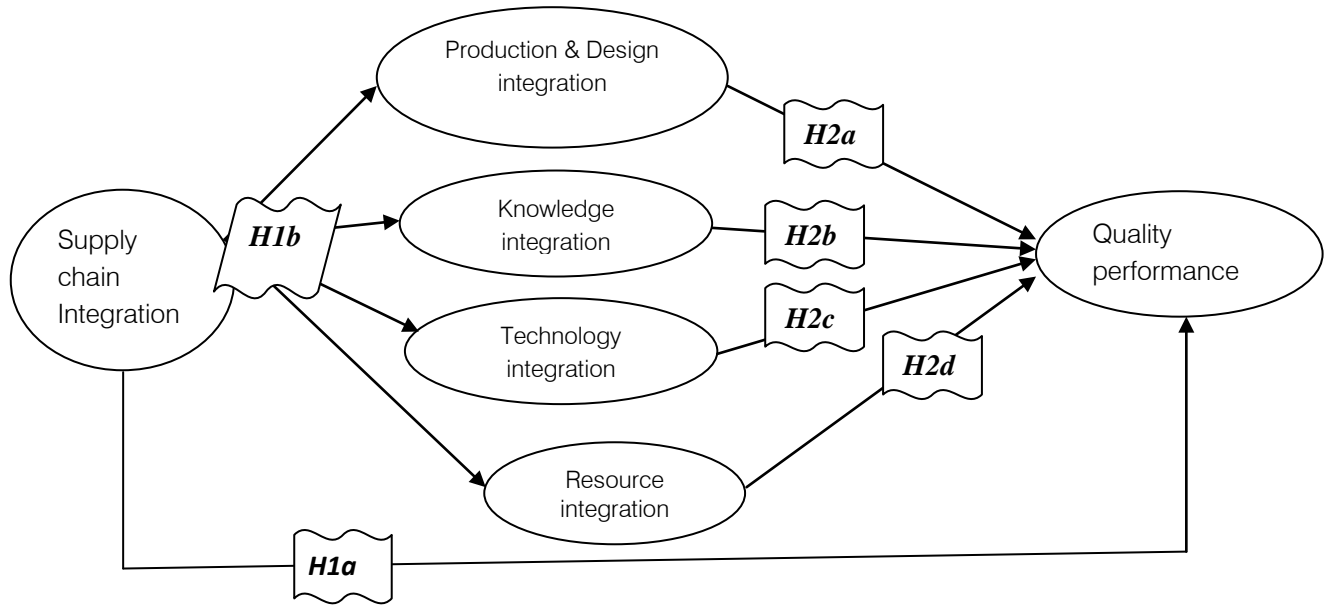 Production & Design
integration
H2a
Supply
chain
Integration
H1b
Knowledge
integration
H2b
Quality
performance
Technology
integration
H2c
H2d
Resource
integration
H1a